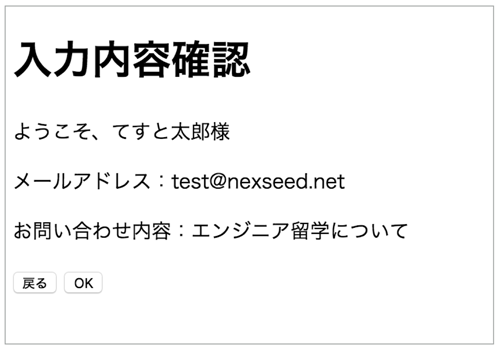 入力内容確認
ようこそ、てすと太郎様
メールアドレス：test@nexseed.net
お問い合わせ内容：エンジニア留学について
戻る OK